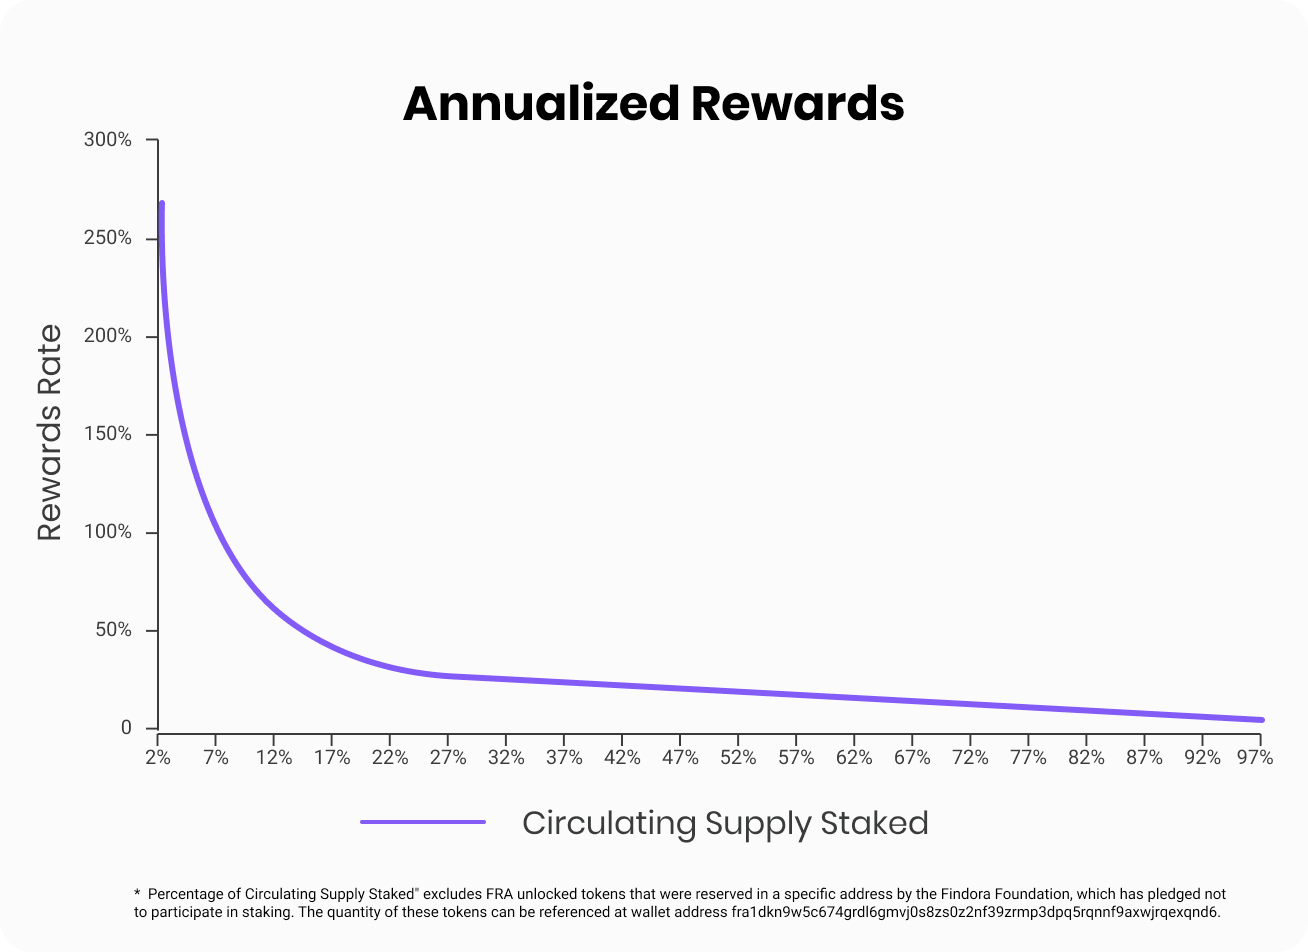 Annualized Rewards
300%
250%
200%
150%
100%
50%
0
Rewards Rate
2% 7% 12% 17% 22% 27% 32% 37% 42% 47% 52% 57% 62% 67% 72% 77% 82% 87% 92% 97%
Circulating Supply Staked
* Percentage of Circulating Supply Staked" excludes FRA unlocked tokens that were reserved in a specific address by the Findora Foundation, which has pledged not
to participate in staking. The quantity of these tokens can be referenced at wallet address fra1dkn9w5c674grdl6gmvj0s8zs0z2nf39zrmp3dpq5rqnnf9axwjrqexqnd6.